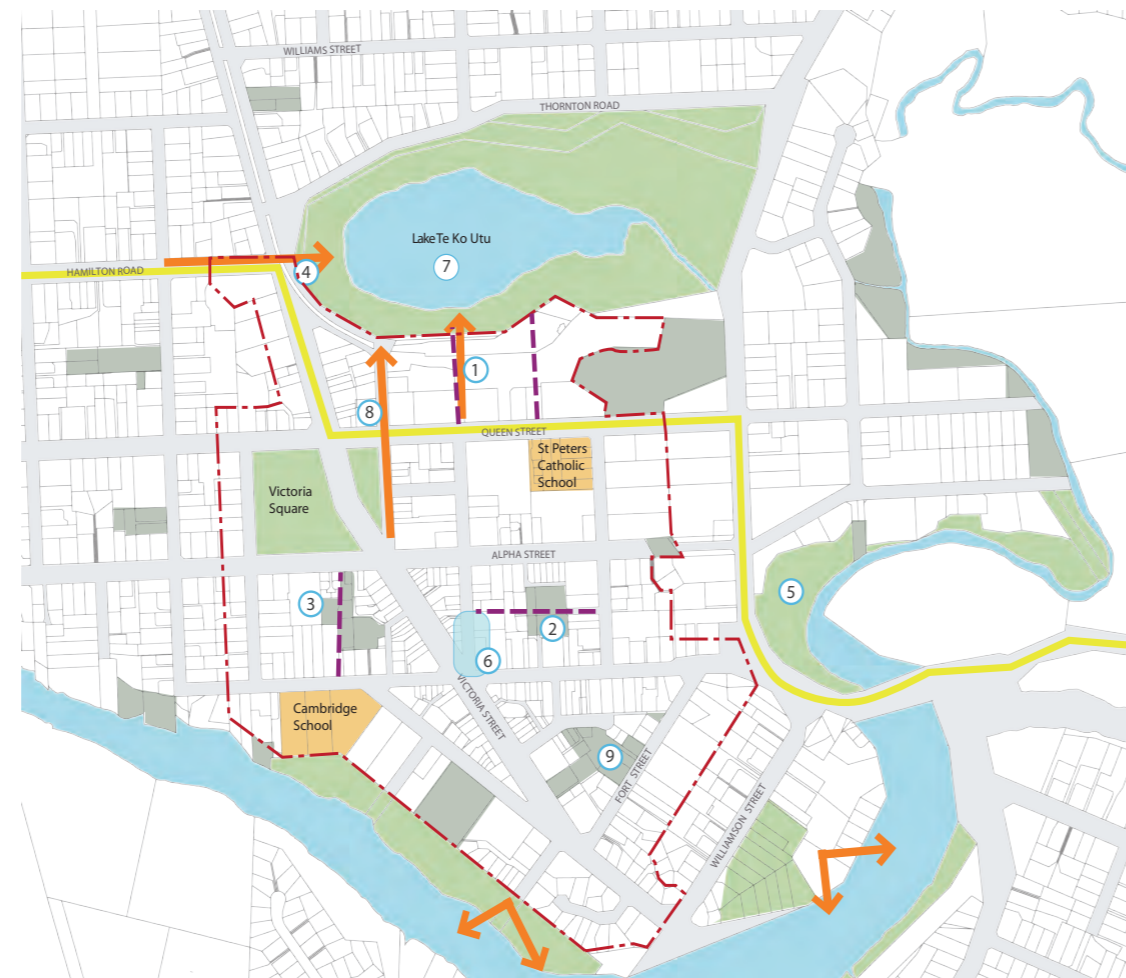 WILLIAMS STREET
THORNTON ROAD
Lake Te Ko Utu
7
HAMILTON ROAD
4
1
8
QUEEN STREET
St Peters
Catholic
School
Victoria
Square
ALPHA STREET
3
2
5
6
VICTORIA STREET
Cambridge
School
9
FORT STREET
WILLIAMSON STREET